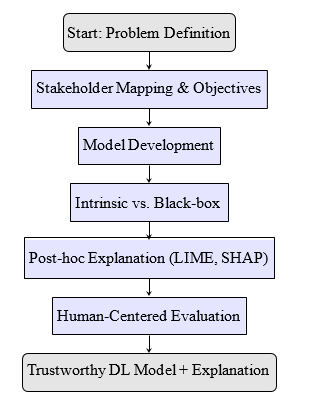 Start: Problem Definition
Stakeholder Mapping & Objectives
Model Development
Intrinsic vs. Black-box
Post-hoc Explanation (LIME, SHAP)
Human-Centered Evaluation
Trustworthy DL Model + Explanation